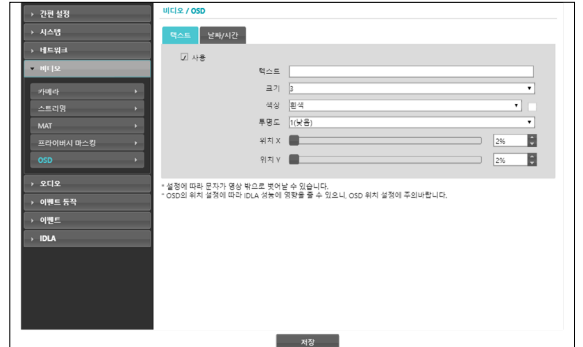 간편 설정
시스템
네트워크
비디오
카메라
스트리밍
MAT
프라이버시 마스킹
OSD
오디오
이벤트 동작
이벤트
IDLA
비디오 / OSD
텍스트 날짜/시간
사용
텍스트
크기 3
색상 흰색
투명도 1(낮음)
위치 X 2%
위치 Y 2%
* 설정에 따라 문자가 영상 밖으로 벗어날 수 있습니다.
* OSD의 위치 설정에 따라 IDLA 성능에 영향을 줄 수 있으니, OSD 위치 설정에 주의바랍니다.
저장